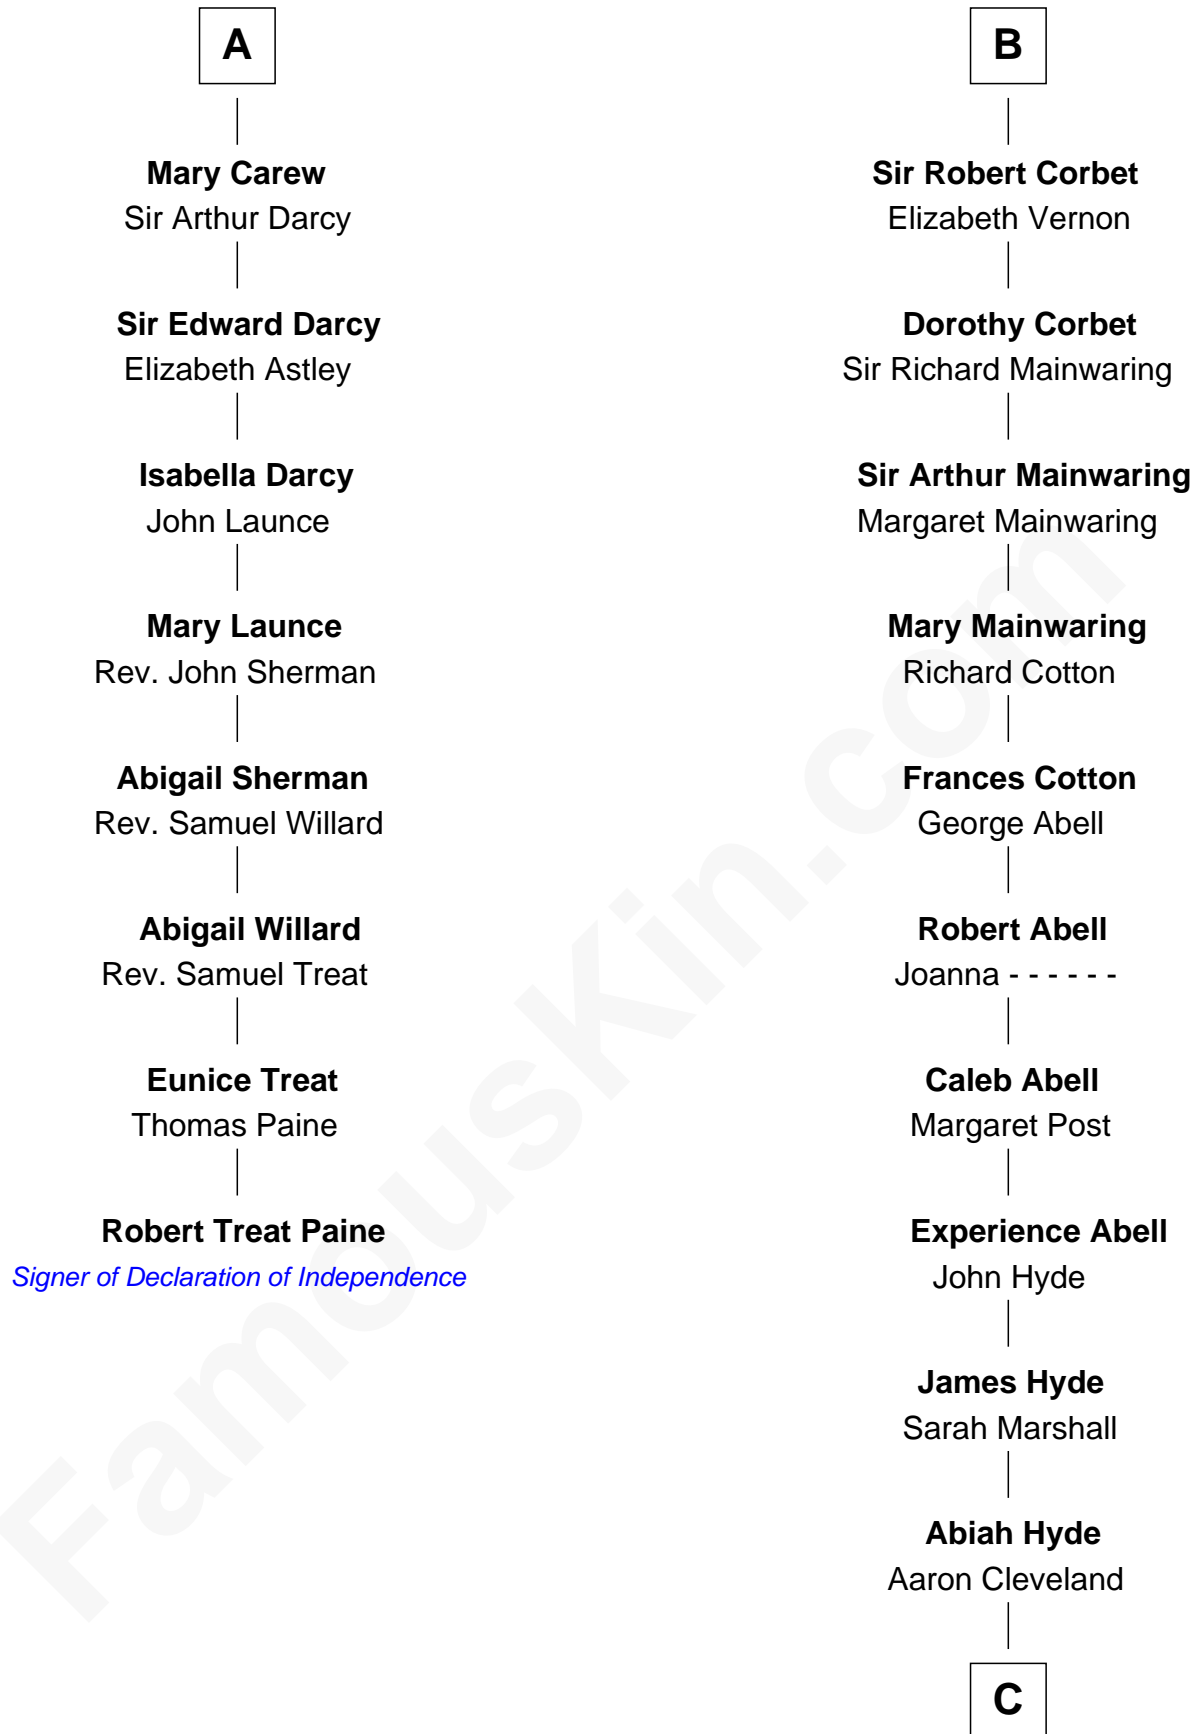 A
Mary Carew
Sir Arthur Darcy
Sir Edward Darcy
Elizabeth Astley
Isabella Darcy
John Launce
Mary Launce
Rev. John Sherman
Abigail Sherman
Rev. Samuel Willard
Abigail Willard
Rev. Samuel Treat
Eunice Treat
Thomas Paine
Robert Treat Paine
Signer of Declaration of Independence
B
Sir Robert Corbet
Elizabeth Vernon
Dorothy Corbet
Sir Richard Mainwaring
Sir Arthur Mainwaring
Margaret Mainwaring
Mary Mainwaring
Richard Cotton
Frances Cotton
George Abell
Robert Abell
Joanna - - - - - -
Caleb Abell
Margaret Post
Experience Abell
John Hyde
James Hyde
Sarah Marshall
Abiah Hyde
Aaron Cleveland
C
FamousKin.com